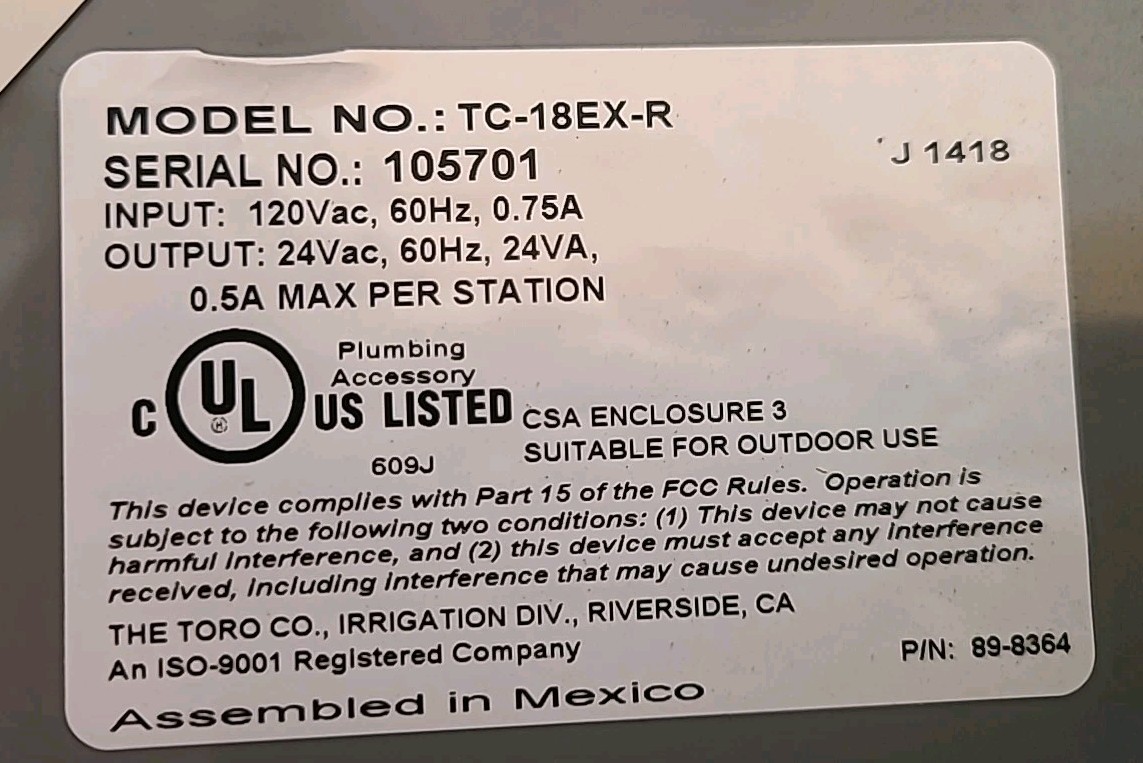 MODEL NO.: TC-18EX-R
J 1418
SERIAL NO.: 105701
INPUT: 120Vac, 60Hz, 0.75A
OUTPUT: 24Vac, 60Hz, 24VA,
0.5A MAX PER STATION
Plumbing
Accessory
C UL US LISTED
CSA ENCLOSURE 3
SUITABLE FOR OUTDOOR USE
609J
This device complies with Part 15 of the FCC Rules. Operation is
subject to the following two conditions: (1) This device may not cause
harmful interference, and (2) this device must accept any interference
received, including interference that may cause undesired operation.
THE TORO CO., IRRIGATION DIV., RIVERSIDE, CA
An ISO-9001 Registered Company
P/N: 89-8364
Assembled in Mexico